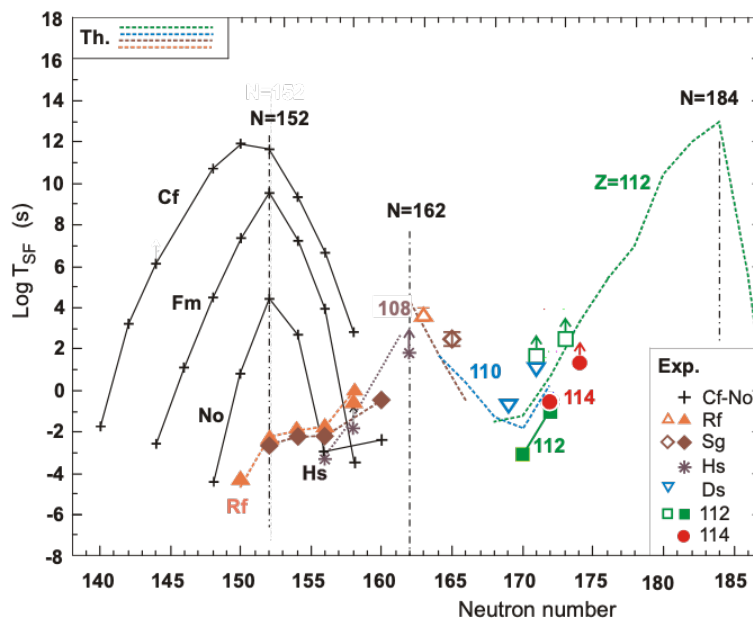 18
16
14
12
10
8
6
4
2
0
-2
-4
-6
-8
Log T_SF (s)
Th.
N=152
N=152
N=184
N=162
Cf
Fm
No
Z=112
108
110
114
112
Hs
Rf
Exp.
Cf-No
Rf
Sg
Hs
Ds
112
114
140 145 150 155 160 165 170 175 180 185
Neutron number